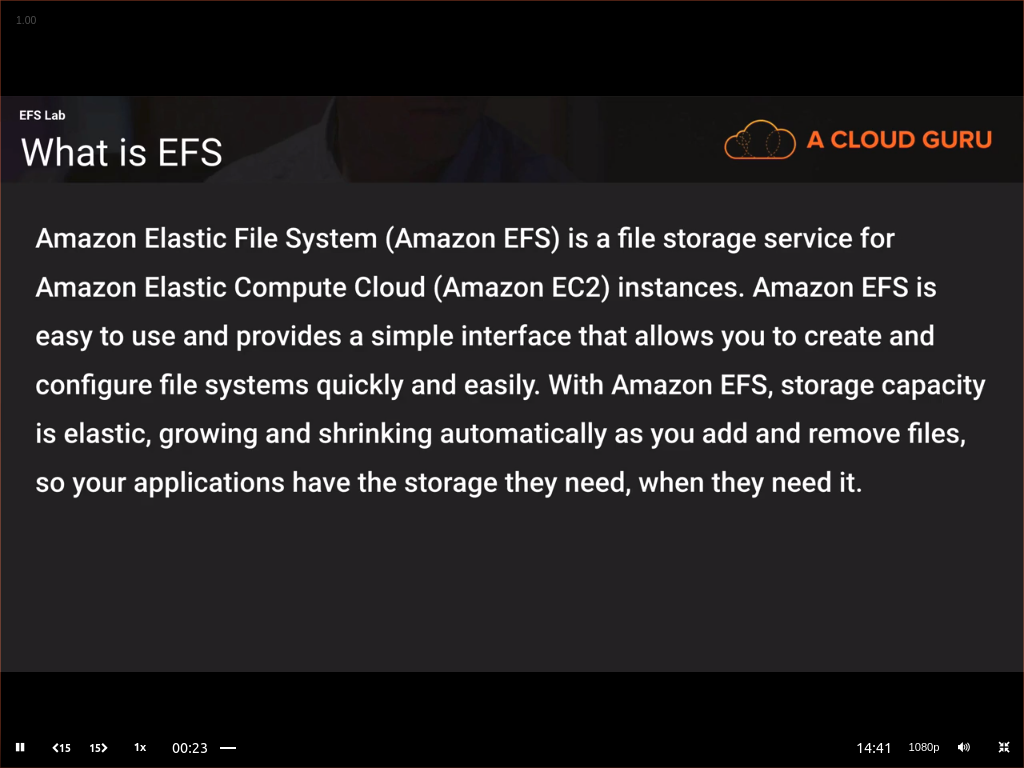 1.00
EFS Lab
What is EFS
A CLOUD GURU
Amazon Elastic File System (Amazon EFS) is a file storage service for
Amazon Elastic Compute Cloud (Amazon EC2) instances. Amazon EFS is
easy to use and provides a simple interface that allows you to create and
configure file systems quickly and easily. With Amazon EFS, storage capacity
is elastic, growing and shrinking automatically as you add and remove files,
so your applications have the storage they need, when they need it.
15 15 1x 00:23 14:41 1080p